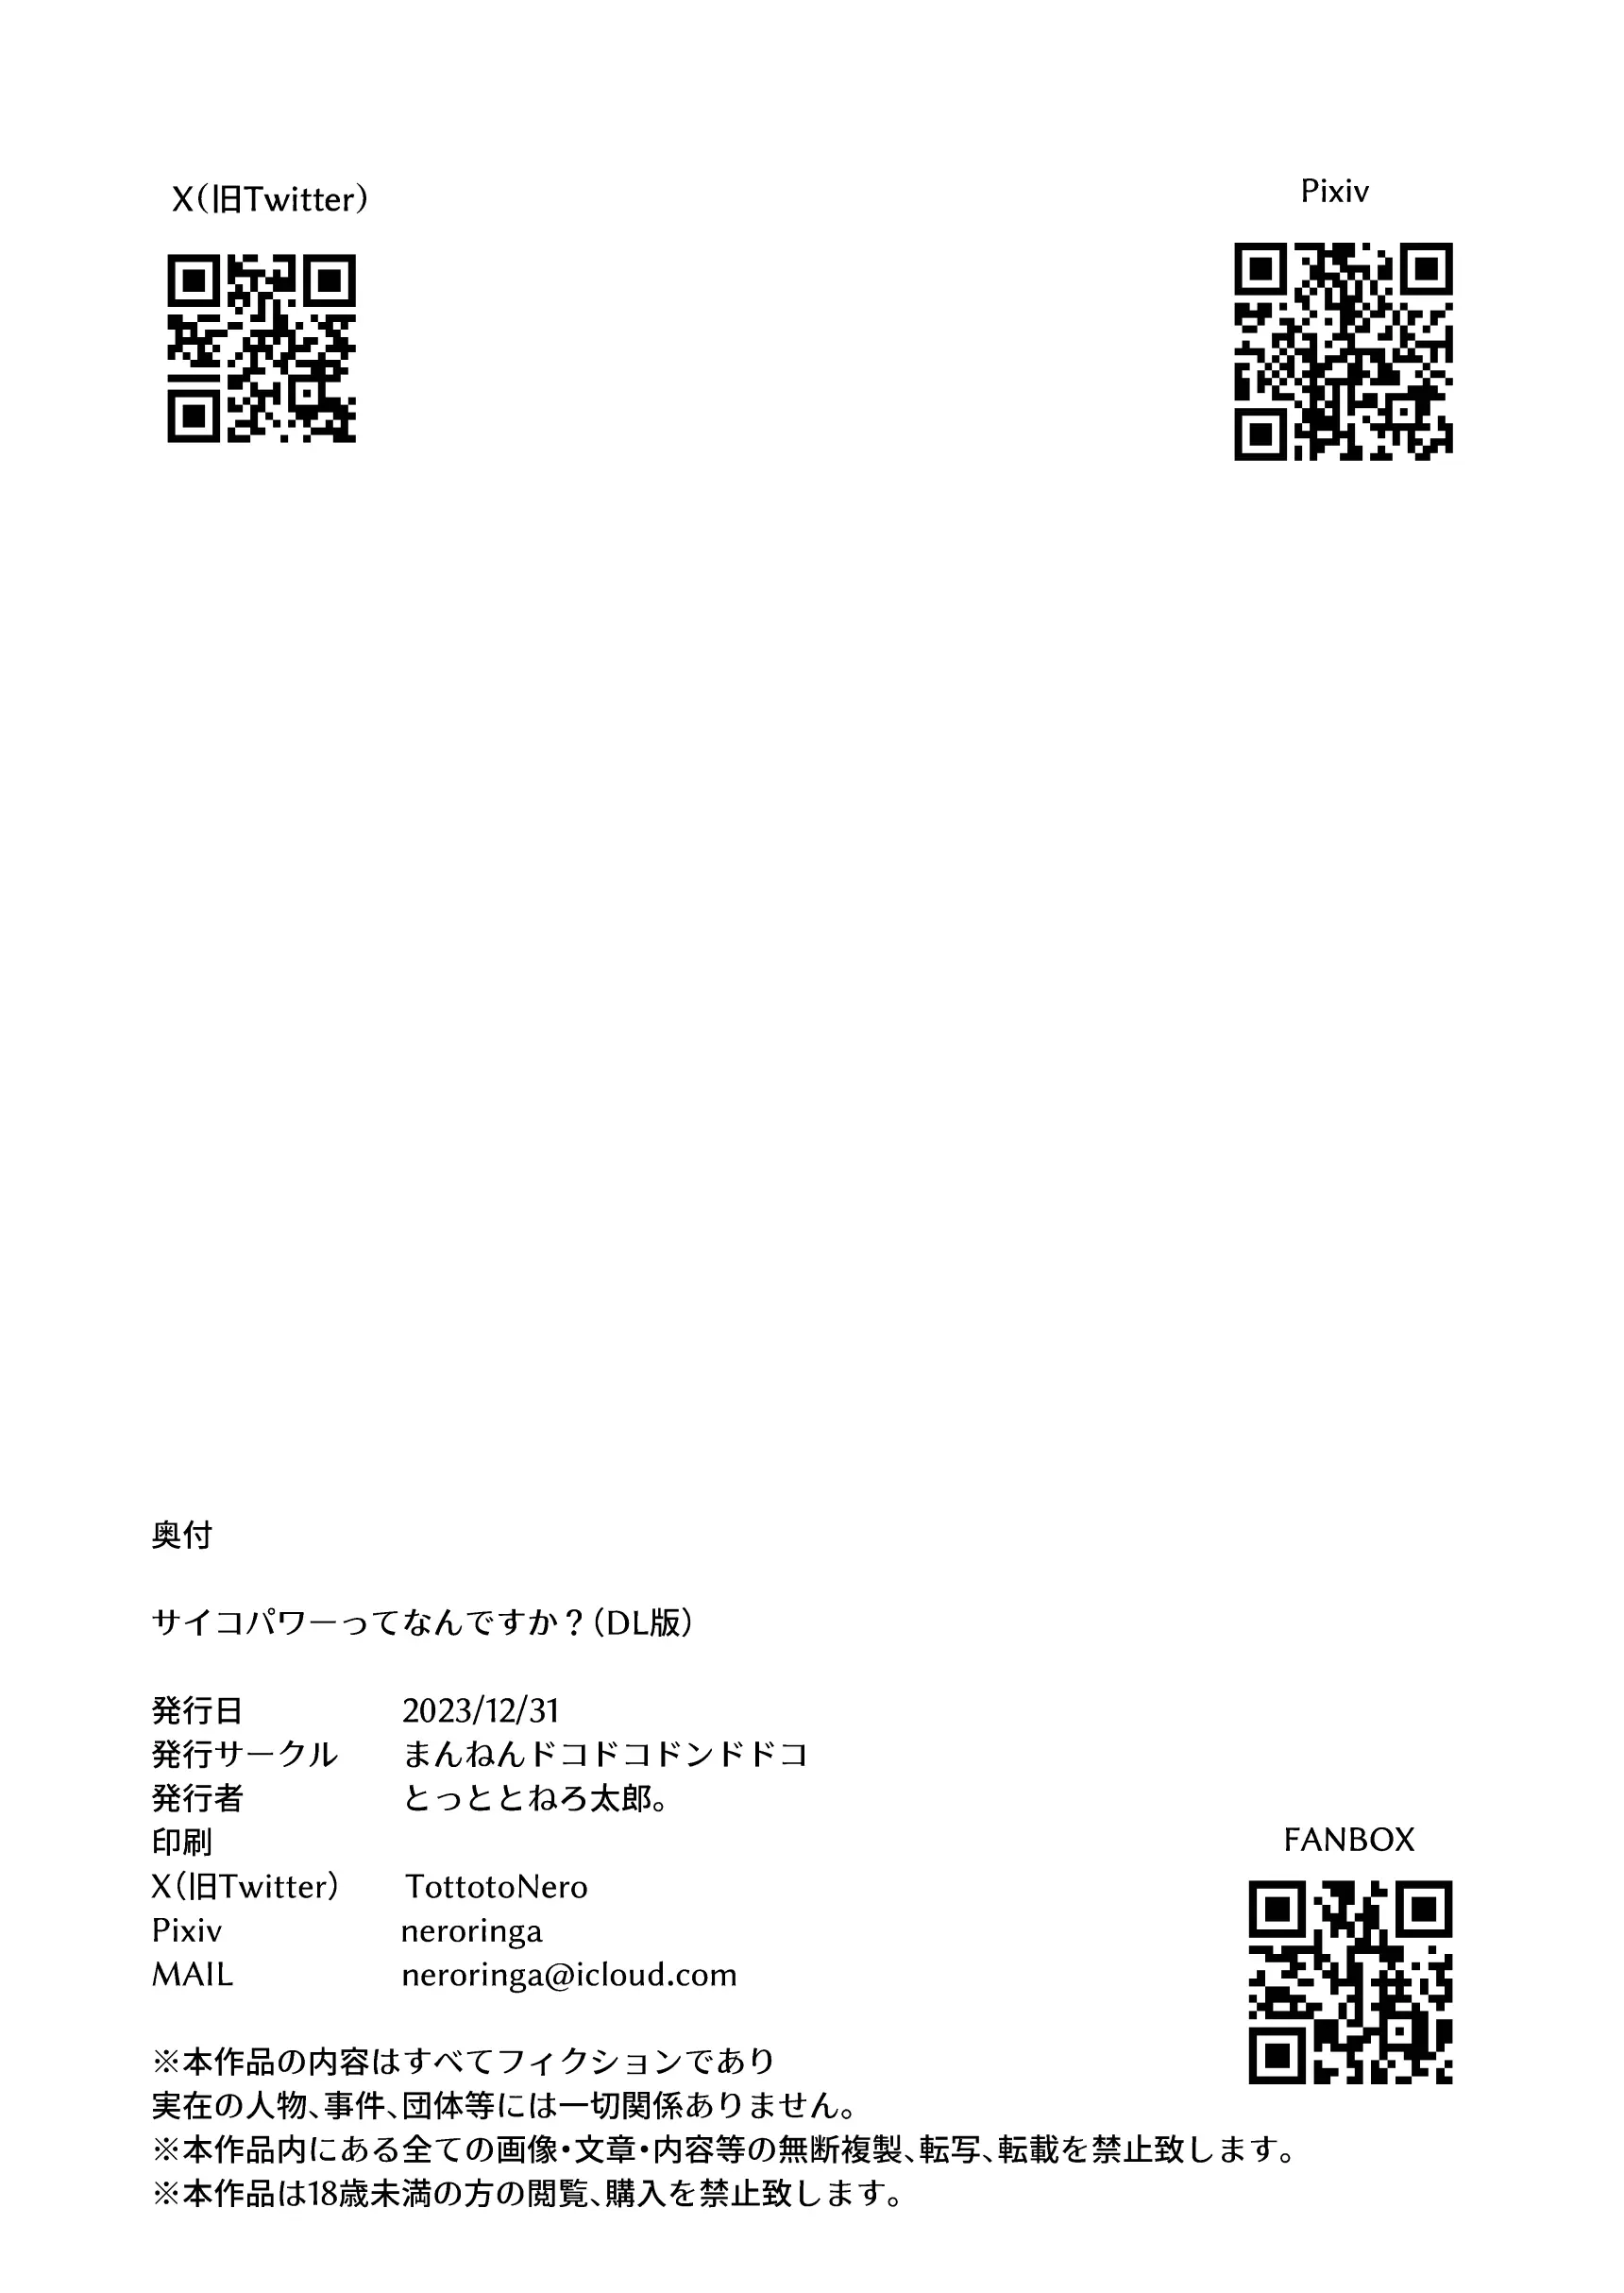 X（旧Twitter）
Pixiv
奥付
サイコパワーってなんですか？（DL版）
発行日 2023/12/31
発行サークル まんねんドコドコドンドドコ
発行者 とっととねろ太郎。
印刷
X（旧Twitter） TottotoNero
Pixiv neroringa
MAIL neroringa@icloud.com
FANBOX
※本作品の内容はすべてフィクションであり
実在の人物、事件、団体等には一切関係ありません。
※本作品内にある全ての画像・文章・内容等の無断複製、転写、転載を禁止致します。
※本作品は18歳未満の方の閲覧、購入を禁止致します。